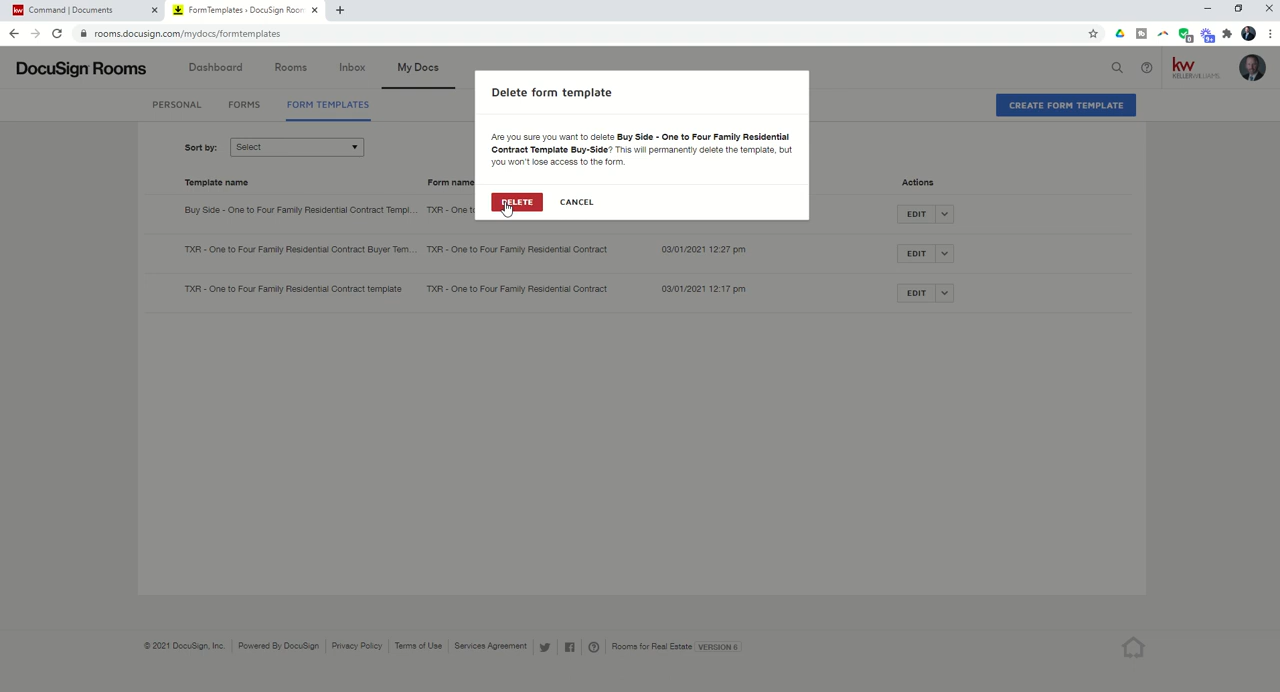 Command | Documents
FormTemplates › DocuSign Room
rooms.docusign.com/mydocs/formtemplates
DocuSign Rooms
Dashboard
Rooms
Inbox
My Docs
kw
KELLERWILLIAMS.
PERSONAL
FORMS
FORM TEMPLATES
CREATE FORM TEMPLATE
Sort by:
Select
Template name
Form name
Actions
Buy Side - One to Four Family Residential Contract Templ...
TXR - One to
EDIT
TXR - One to Four Family Residential Contract Buyer Tem...
TXR - One to Four Family Residential Contract
03/01/2021 12:27 pm
EDIT
TXR - One to Four Family Residential Contract template
TXR - One to Four Family Residential Contract
03/01/2021 12:17 pm
EDIT
Delete form template
Are you sure you want to delete Buy Side - One to Four Family Residential
Contract Template Buy-Side? This will permanently delete the template, but
you won't lose access to the form.
DELETE
CANCEL
© 2021 DocuSign, Inc.
Powered By DocuSign
Privacy Policy
Terms of Use
Services Agreement
Rooms for Real Estate
VERSION 6